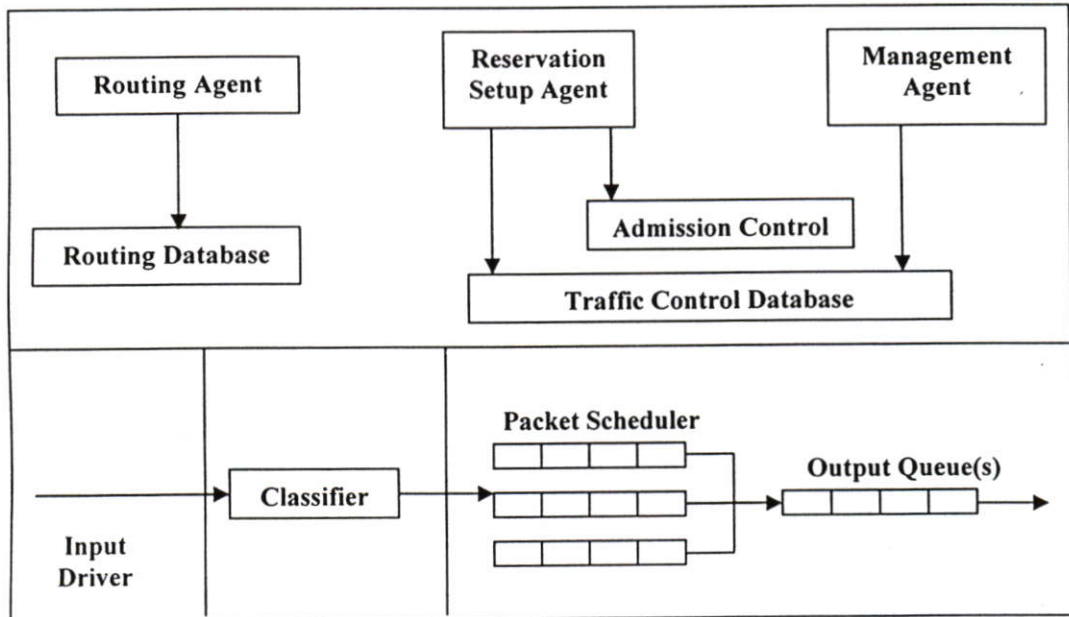 Routing Agent
Reservation
Setup Agent
Management
Agent
Admission Control
Routing Database
Traffic Control Database
Packet Scheduler
Output Queue(s)
Classifier
Input
Driver